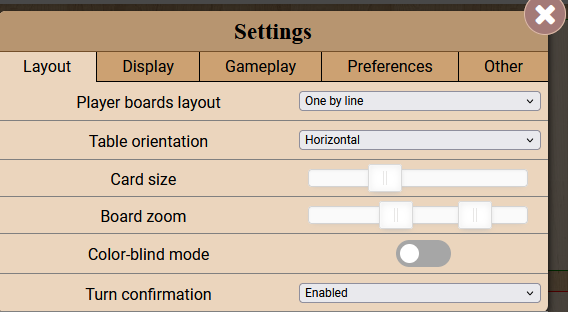 Settings
Layout Display Gameplay Preferences Other
Player boards layout One by line
Table orientation Horizontal
Card size
Board zoom
Color-blind mode
Turn confirmation Enabled